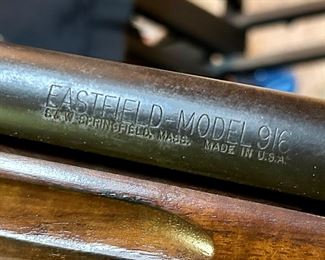 EASTFIELD-MODEL 916
S & W. SPRINGFIELD, MASS. MADE IN U.S.A.